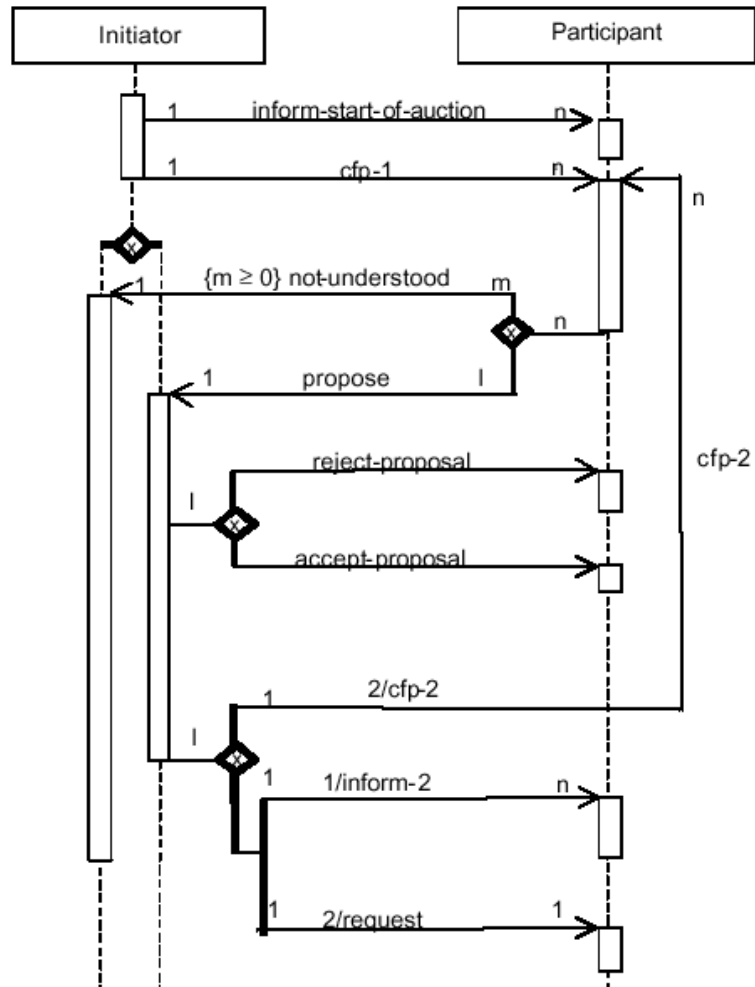 Initiator
Participant
1 inform-start-of-auction n
1 cfp-1 n
n
x
1 {m ≥ 0} not-understood m
x n
1 propose l
reject-proposal
cfp-2
l x
accept-proposal
1 2/cfp-2
l x
1 1/inform-2 n
1 2/request 1